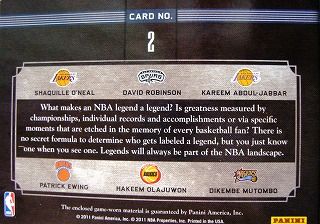 CARD NO.
2
LAKERS SPURS LAKERS
SHAQUILLE O'NEAL DAVID ROBINSON KAREEM ABDUL-JABBAR
What makes an NBA legend a legend? Is greatness measured by
championships, individual records and accomplishments or via specific
moments that are etched in the memory of every basketball fan? There is
no secret formula to determine who gets labeled a legend, but you just know
one when you see one. Legends will always be part of the NBA landscape.
PATRICK EWING HAKEEM OLAJUWON DIKEMBE MUTOMBO
The enclosed game-worn material is guaranteed by Panini America, Inc.
© 2011 Panini America, Inc. © 2011 NBA Properties, Inc. Printed in the USA.
PANINI